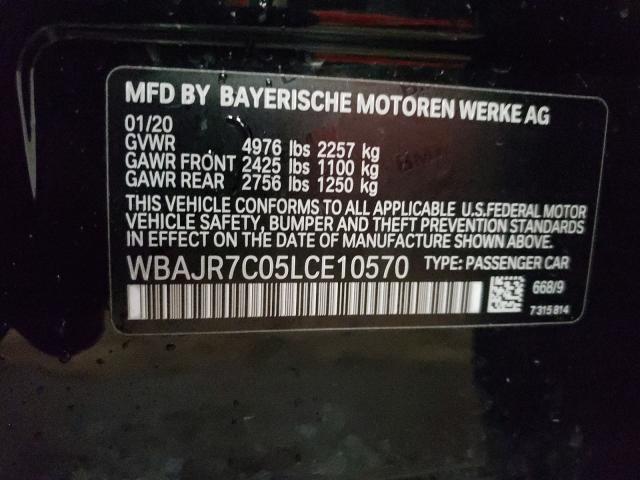 MFD BY BAYERISCHE MOTOREN WERKE AG
01/20
GVWR 4976 lbs 2257 kg
GAWR FRONT 2425 lbs 1100 kg
GAWR REAR 2756 lbs 1250 kg
THIS VEHICLE CONFORMS TO ALL APPLICABLE U.S.FEDERAL MOTOR
VEHICLE SAFETY, BUMPER AND THEFT PREVENTION STANDARDS
IN EFFECT ON THE DATE OF MANUFACTURE SHOWN ABOVE.
WBAJR7C05LCE10570 TYPE: PASSENGER CAR
668/9
7315814